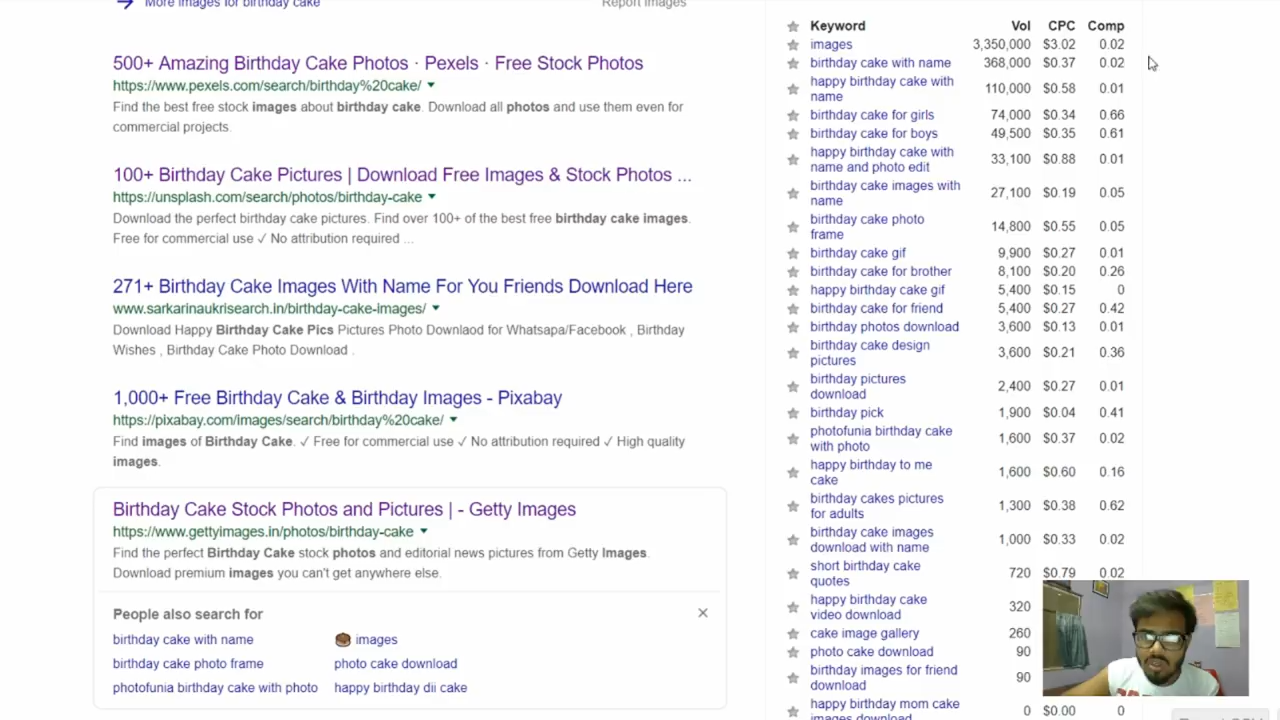 More images for birthday cake
Report images
500+ Amazing Birthday Cake Photos · Pexels · Free Stock Photos
https://www.pexels.com/search/birthday%20cake/
Find the best free stock images about birthday cake. Download all photos and use them even for
commercial projects.
100+ Birthday Cake Pictures | Download Free Images & Stock Photos ...
https://unsplash.com/search/photos/birthday-cake
Download the perfect birthday cake pictures. Find over 100+ of the best free birthday cake images.
Free for commercial use ✓ No attribution required ...
271+ Birthday Cake Images With Name For You Friends Download Here
www.sarkarinaukrisearch.in/birthday-cake-images/
Download Happy Birthday Cake Pics Pictures Photo Downlaod for Whatsapa/Facebook , Birthday
Wishes , Birthday Cake Photo Download .
1,000+ Free Birthday Cake & Birthday Images - Pixabay
https://pixabay.com/images/search/birthday%20cake/
Find images of Birthday Cake. ✓ Free for commercial use ✓ No attribution required ✓ High quality
images.
Birthday Cake Stock Photos and Pictures | - Getty Images
https://www.gettyimages.in/photos/birthday-cake
Find the perfect Birthday Cake stock photos and editorial news pictures from Getty Images.
Download premium images you can't get anywhere else.
People also search for
birthday cake with name
images
birthday cake photo frame
photo cake download
photofunia birthday cake with photo
happy birthday dii cake
Keyword Vol CPC Comp
images 3,350,000 $3.02 0.02
birthday cake with name 368,000 $0.37 0.02
happy birthday cake with
name 110,000 $0.58 0.01
birthday cake for girls 74,000 $0.34 0.66
birthday cake for boys 49,500 $0.35 0.61
happy birthday cake with
name and photo edit 33,100 $0.88 0.01
birthday cake images with
name 27,100 $0.19 0.05
birthday cake photo
frame 14,800 $0.55 0.05
birthday cake gif 9,900 $0.27 0.01
birthday cake for brother 8,100 $0.20 0.26
happy birthday cake gif 5,400 $0.15 0
birthday cake for friend 5,400 $0.27 0.42
birthday photos download 3,600 $0.13 0.01
birthday cake design
pictures 3,600 $0.21 0.36
birthday pictures
download 2,400 $0.27 0.01
birthday pick 1,900 $0.04 0.41
photofunia birthday cake
with photo 1,600 $0.37 0.02
happy birthday to me
cake 1,600 $0.60 0.16
birthday cakes pictures
for adults 1,300 $0.38 0.62
birthday cake images
download with name 1,000 $0.33 0.02
short birthday cake
quotes 720 $0.79 0.02
happy birthday cake
video download 320
cake image gallery 260
photo cake download 90
birthday images for friend
download 90
happy birthday mom cake
images download 0 $0.00 0